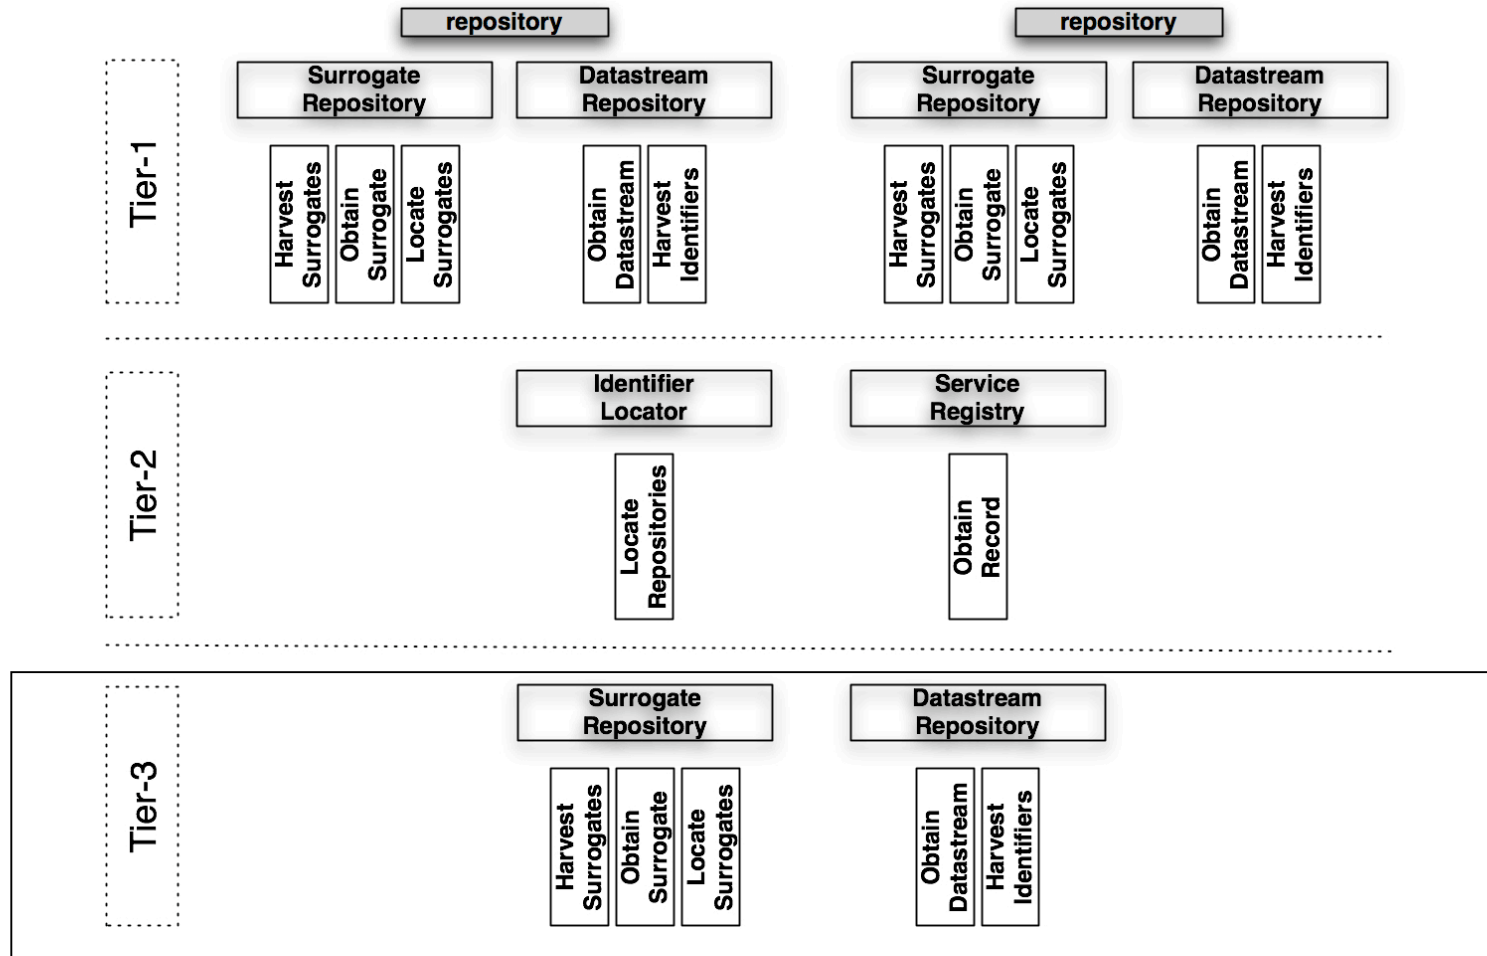 repository
repository
Surrogate
Repository
Datastream
Repository
Surrogate
Repository
Datastream
Repository
Tier-1
Harvest
Surrogates
Obtain
Surrogate
Locate
Surrogates
Obtain
Datastream
Harvest
Identifiers
Harvest
Surrogates
Obtain
Surrogate
Locate
Surrogates
Obtain
Datastream
Harvest
Identifiers
Identifier
Locator
Service
Registry
Tier-2
Locate
Repositories
Obtain
Record
Surrogate
Repository
Datastream
Repository
Tier-3
Harvest
Surrogates
Obtain
Surrogate
Locate
Surrogates
Obtain
Datastream
Harvest
Identifiers